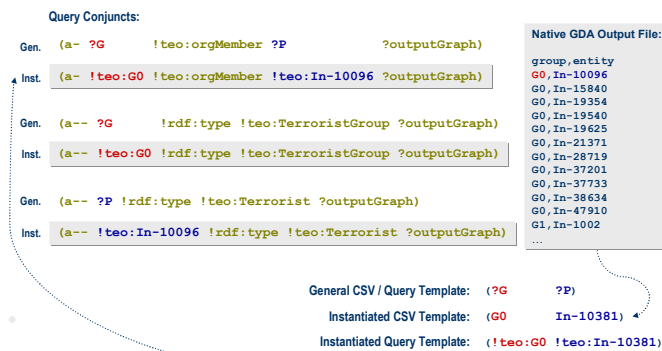 Query Conjuncts:
Gen. (a- ?G !teo:orgMember ?P ?outputGraph)
Inst. (a- !teo:G0 !teo:orgMember !teo:In-10096 ?outputGraph)
Gen. (a-- ?G !rdf:type !teo:TerroristGroup ?outputGraph)
Inst. (a-- !teo:G0 !rdf:type !teo:TerroristGroup ?outputGraph)
Gen. (a-- ?P !rdf:type !teo:Terrorist ?outputGraph)
Inst. (a-- !teo:In-10096 !rdf:type !teo:Terrorist ?outputGraph)
Native GDA Output File:
group,entity
G0,In-10096
G0,In-15840
G0,In-19354
G0,In-19540
G0,In-19625
G0,In-21371
G0,In-28719
G0,In-37201
G0,In-37733
G0,In-38634
G0,In-47910
G1,In-1002
...
General CSV / Query Template: (?G ?P)
Instantiated CSV Template: (G0 In-10381)
Instantiated Query Template: (!teo:G0 !teo:In-10381)